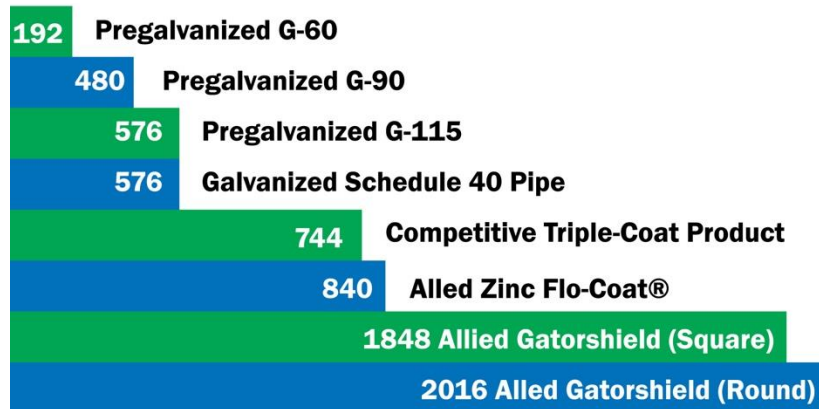 192 Pregalvanized G-60
480 Pregalvanized G-90
576 Pregalvanized G-115
576 Galvanized Schedule 40 Pipe
744 Competitive Triple-Coat Product
840 Alled Zinc Flo-Coat®
1848 Allied Gatorshield (Square)
2016 Alled Gatorshield (Round)